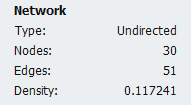 Network
Type: Undirected
Nodes: 30
Edges: 51
Density: 0.117241